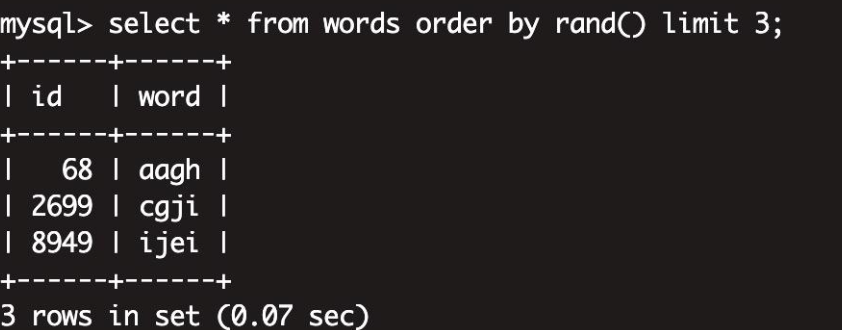 mysql> select * from words order by rand() limit 3;
+------+------+
| id   | word |
+------+------+
|   68 | aagh |
| 2699 | cgji |
| 8949 | ijei |
+------+------+
3 rows in set (0.07 sec)